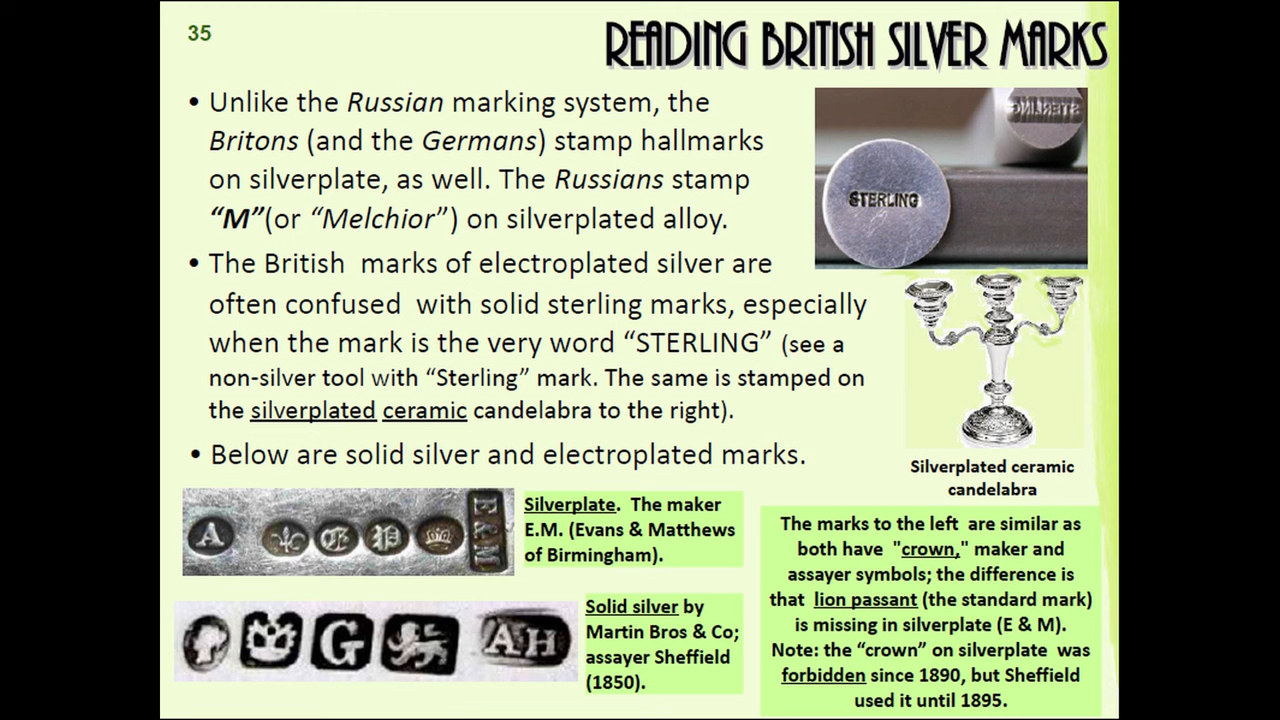 35
READING BRITISH SILVER MARKS
• Unlike the Russian marking system, the
Britons (and the Germans) stamp hallmarks
on silverplate, as well. The Russians stamp
“M”(or “Melchior”) on silverplated alloy.
• The British marks of electroplated silver are
often confused with solid sterling marks, especially
when the mark is the very word “STERLING” (see a
non-silver tool with “Sterling” mark. The same is stamped on
the silverplated ceramic candelabra to the right).
• Below are solid silver and electroplated marks.
STERLING
STERLING
Silverplated ceramic
candelabra
A E P E&M
Silverplate. The maker
E.M. (Evans & Matthews
of Birmingham).
G AH
Solid silver by
Martin Bros & Co;
assayer Sheffield
(1850).
The marks to the left are similar as
both have "crown," maker and
assayer symbols; the difference is
that lion passant (the standard mark)
is missing in silverplate (E & M).
Note: the “crown” on silverplate was
forbidden since 1890, but Sheffield
used it until 1895.